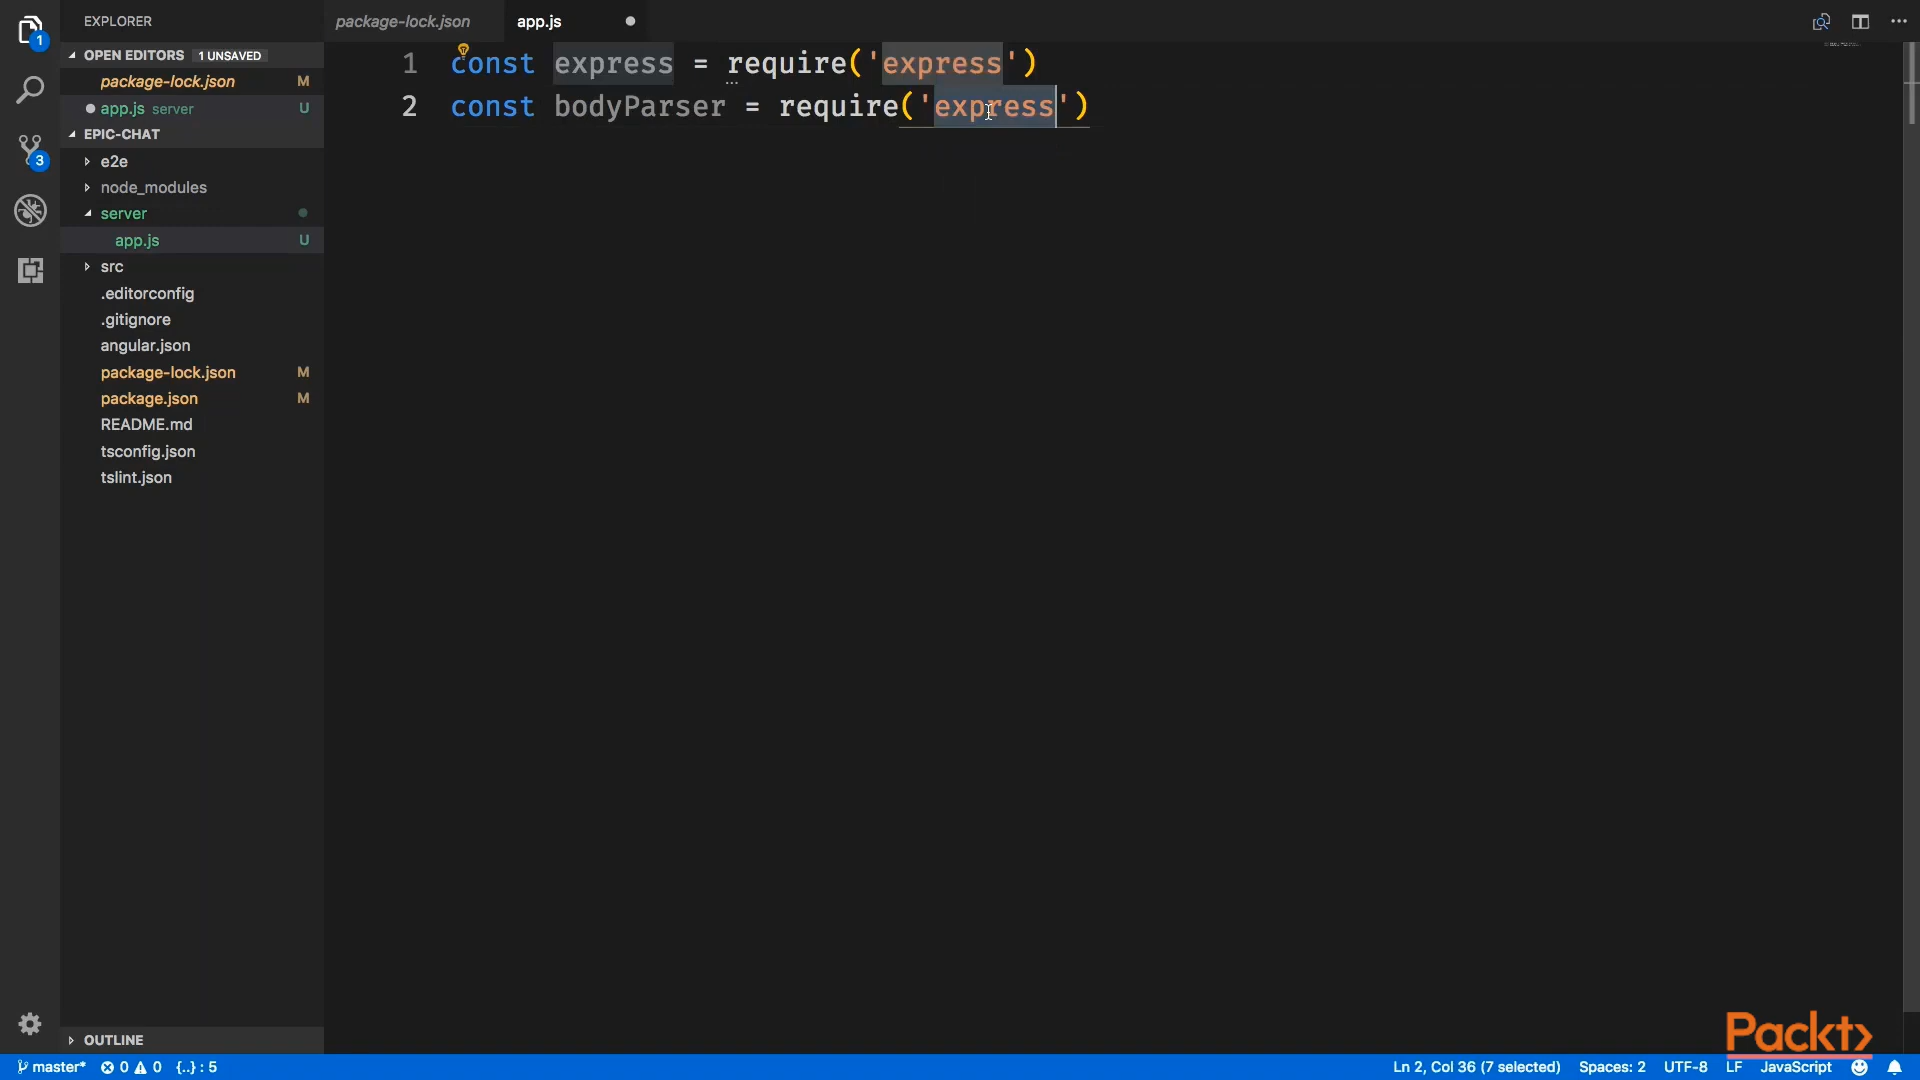 EXPLORER
package-lock.json
app.js
1
OPEN EDITORS 1 UNSAVED
package-lock.json M
app.js server U
EPIC-CHAT
e2e
node_modules
server
app.js U
src
.editorconfig
.gitignore
angular.json
package-lock.json M
package.json M
README.md
tsconfig.json
tslint.json
3
1 const express = require('express')
2 const bodyParser = require('express')
OUTLINE
Packt>
master* 0 0 {..} : 5
Ln 2, Col 36 (7 selected) Spaces: 2 UTF-8 LF JavaScript